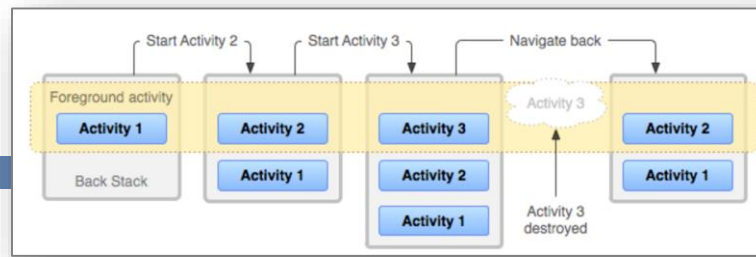 Start Activity 2
Start Activity 3
Navigate back
Foreground activity
Activity 1
Back Stack
Activity 2
Activity 1
Activity 3
Activity 2
Activity 1
Activity 3
Activity 3
destroyed
Activity 2
Activity 1